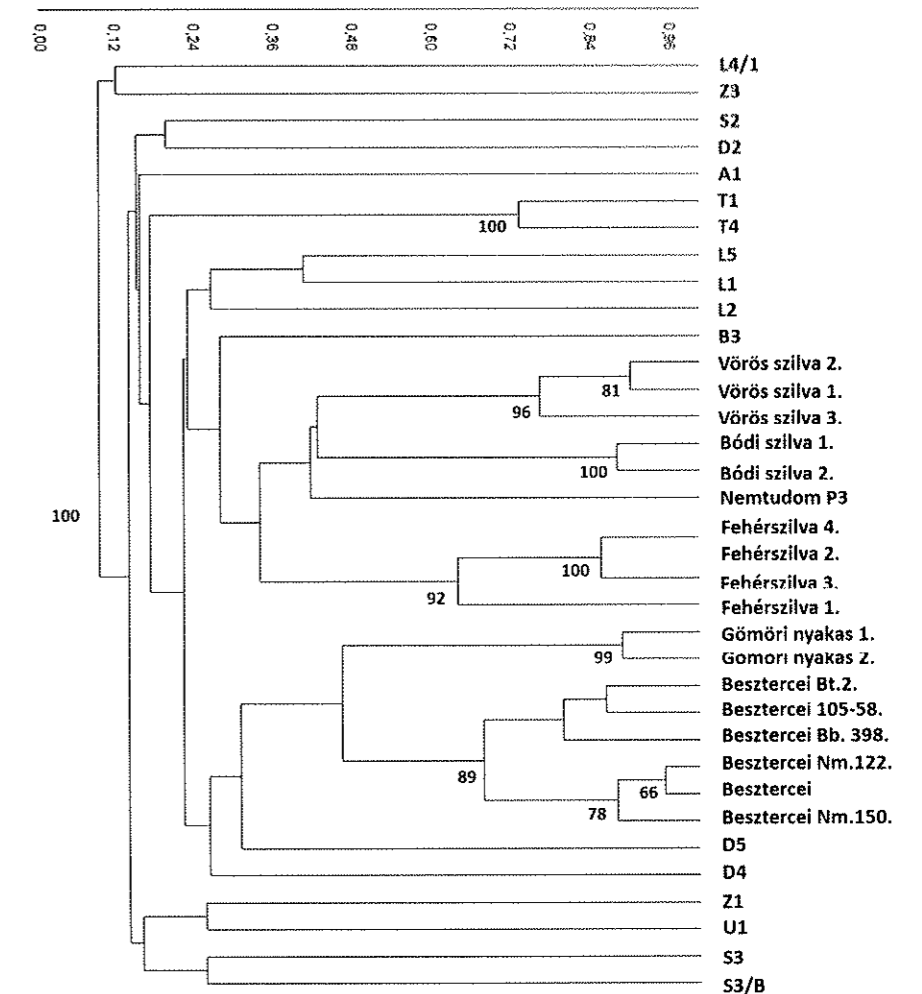 0,00 0,12 0,24 0,36 0,48 0,60 0,72 0,84 0,96
L4/1
Z3
S2
D2
A1
T1
100
T4
L5
L1
L2
B3
Vörös szilva 2.
81
Vörös szilva 1.
96
Vörös szilva 3.
Bódi szilva 1.
100
Bódi szilva 2.
Nemtudom P3
100
Fehérszilva 4.
Fehérszilva 2.
100
Fehérszilva 3.
92
Fehérszilva 1.
Gömöri nyakas 1.
99
Gömöri nyakas 2.
Besztercei Bt.2.
Besztercei 105-58.
Besztercei Bb. 398.
Besztercei Nm.122.
89
66
Besztercei
78
Besztercei Nm.150.
D5
D4
Z1
U1
S3
S3/B